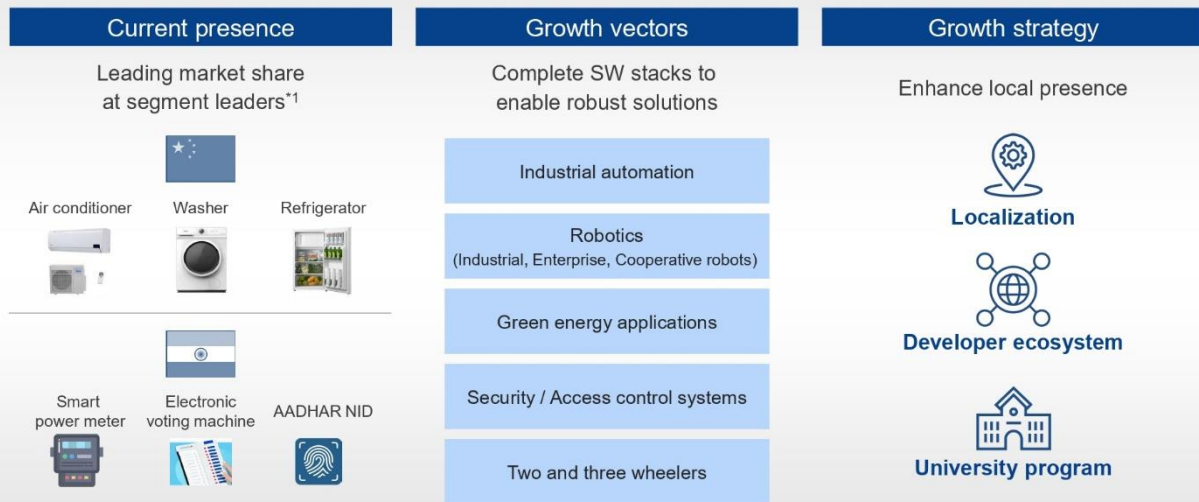 Current presence
Leading market share
at segment leaders*1
Air conditioner
Washer
Refrigerator
Smart
power meter
Electronic
voting machine
AADHAR NID
Growth vectors
Complete SW stacks to
enable robust solutions
Industrial automation
Robotics
(Industrial, Enterprise, Cooperative robots)
Green energy applications
Security / Access control systems
Two and three wheelers
Growth strategy
Enhance local presence
Localization
Developer ecosystem
University program